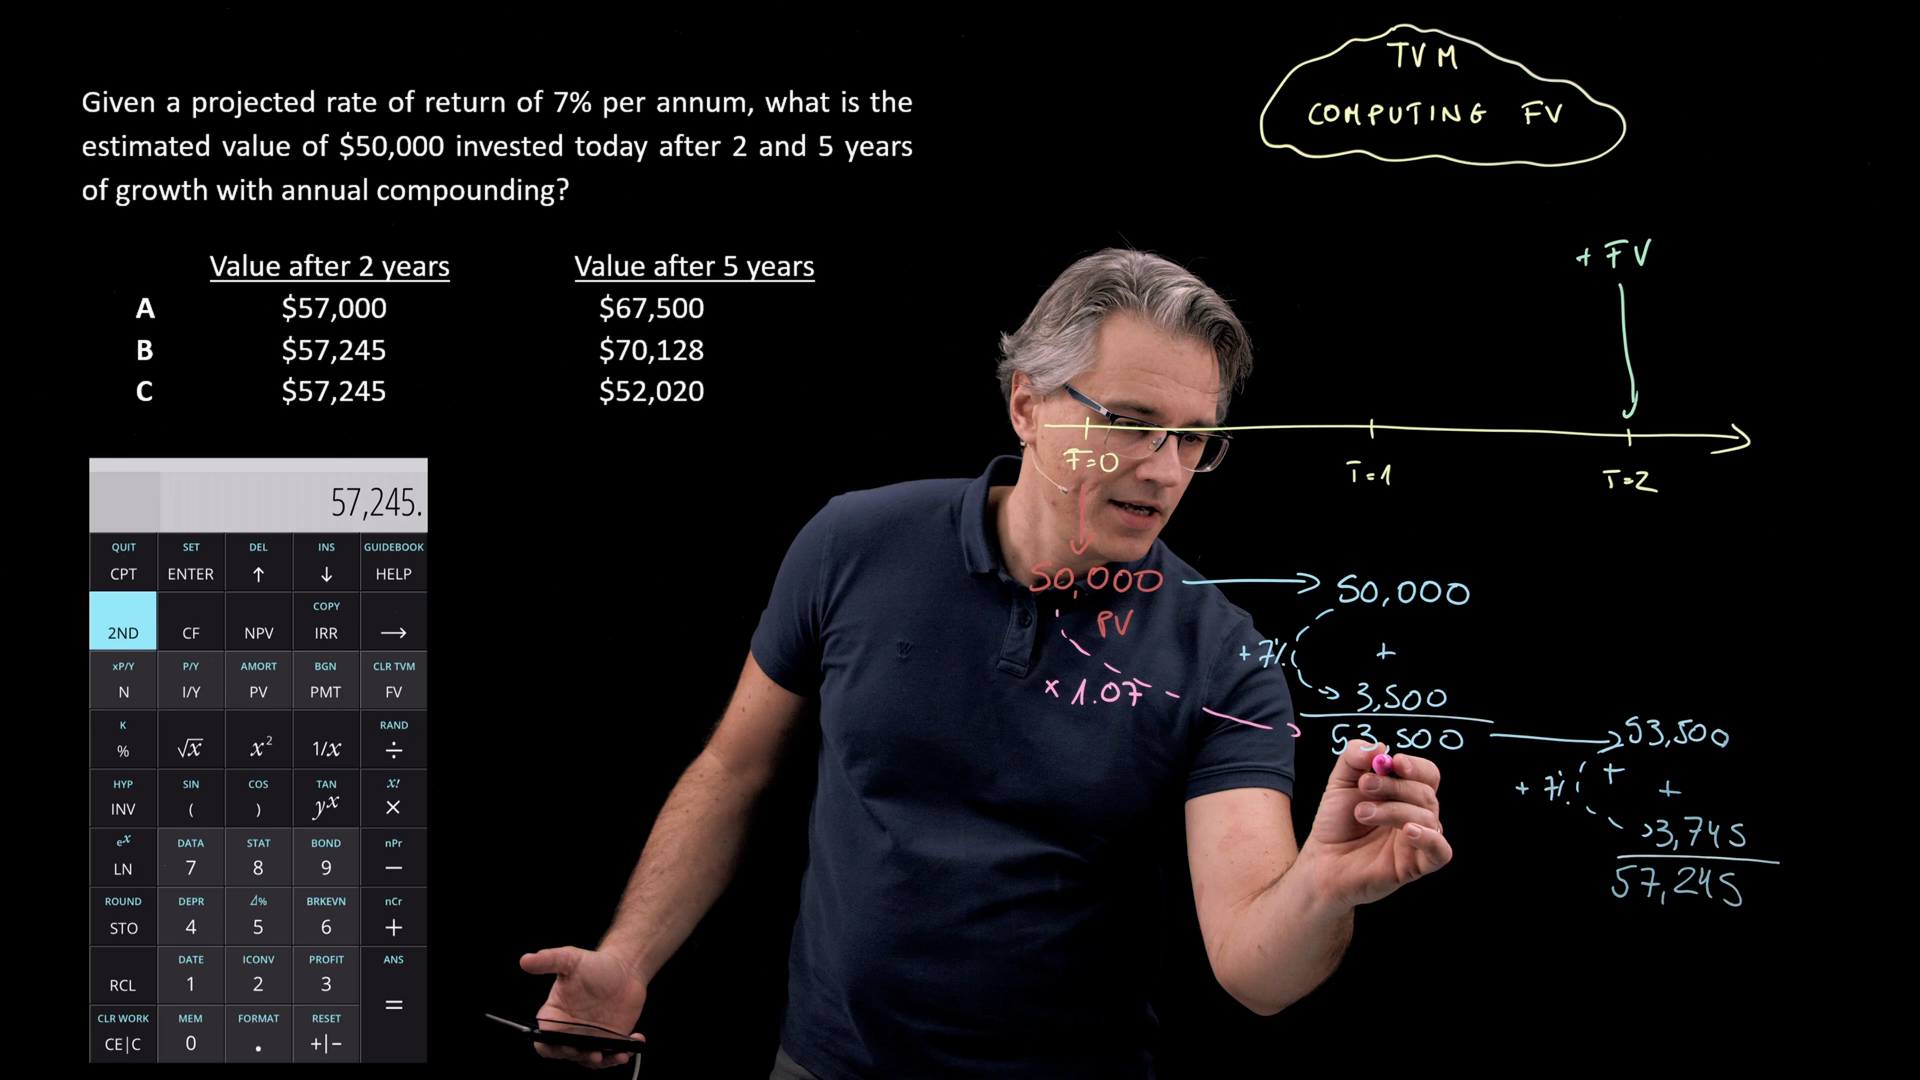 TVM
COMPUTING FV
Given a projected rate of return of 7% per annum, what is the
estimated value of $50,000 invested today after 2 and 5 years
of growth with annual compounding?
Value after 2 years Value after 5 years
A $57,000 $67,500
B $57,245 $70,128
C $57,245 $52,020
+ FV
T=0 T=1 T=2
50,000 50,000
PV
+7% +
× 1.07 3,500
53,500 53,500
+7% + +
3,745
57,245
57,245.
QUIT SET DEL INS GUIDEBOOK
CPT ENTER ↑ ↓ HELP
COPY
2ND CF NPV IRR →
xP/Y P/Y AMORT BGN CLR TVM
N I/Y PV PMT FV
K RAND
% √x x² 1/x ÷
HYP SIN COS TAN x!
INV ( ) yˣ ×
eˣ DATA STAT BOND nPr
LN 7 8 9 −
ROUND DEPR Δ% BRKEVN nCr
STO 4 5 6 +
DATE ICONV PROFIT ANS
RCL 1 2 3 =
CLR WORK MEM FORMAT RESET
CE|C 0 . +|−